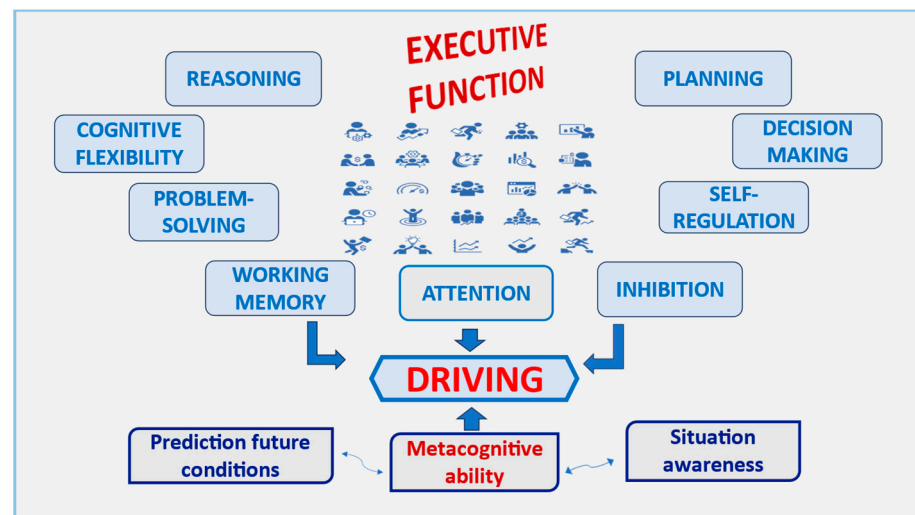 EXECUTIVE
FUNCTION
REASONING
PLANNING
COGNITIVE
FLEXIBILITY
DECISION
MAKING
PROBLEM-
SOLVING
SELF-
REGULATION
WORKING
MEMORY
ATTENTION
INHIBITION
DRIVING
Prediction future
conditions
Metacognitive
ability
Situation
awareness